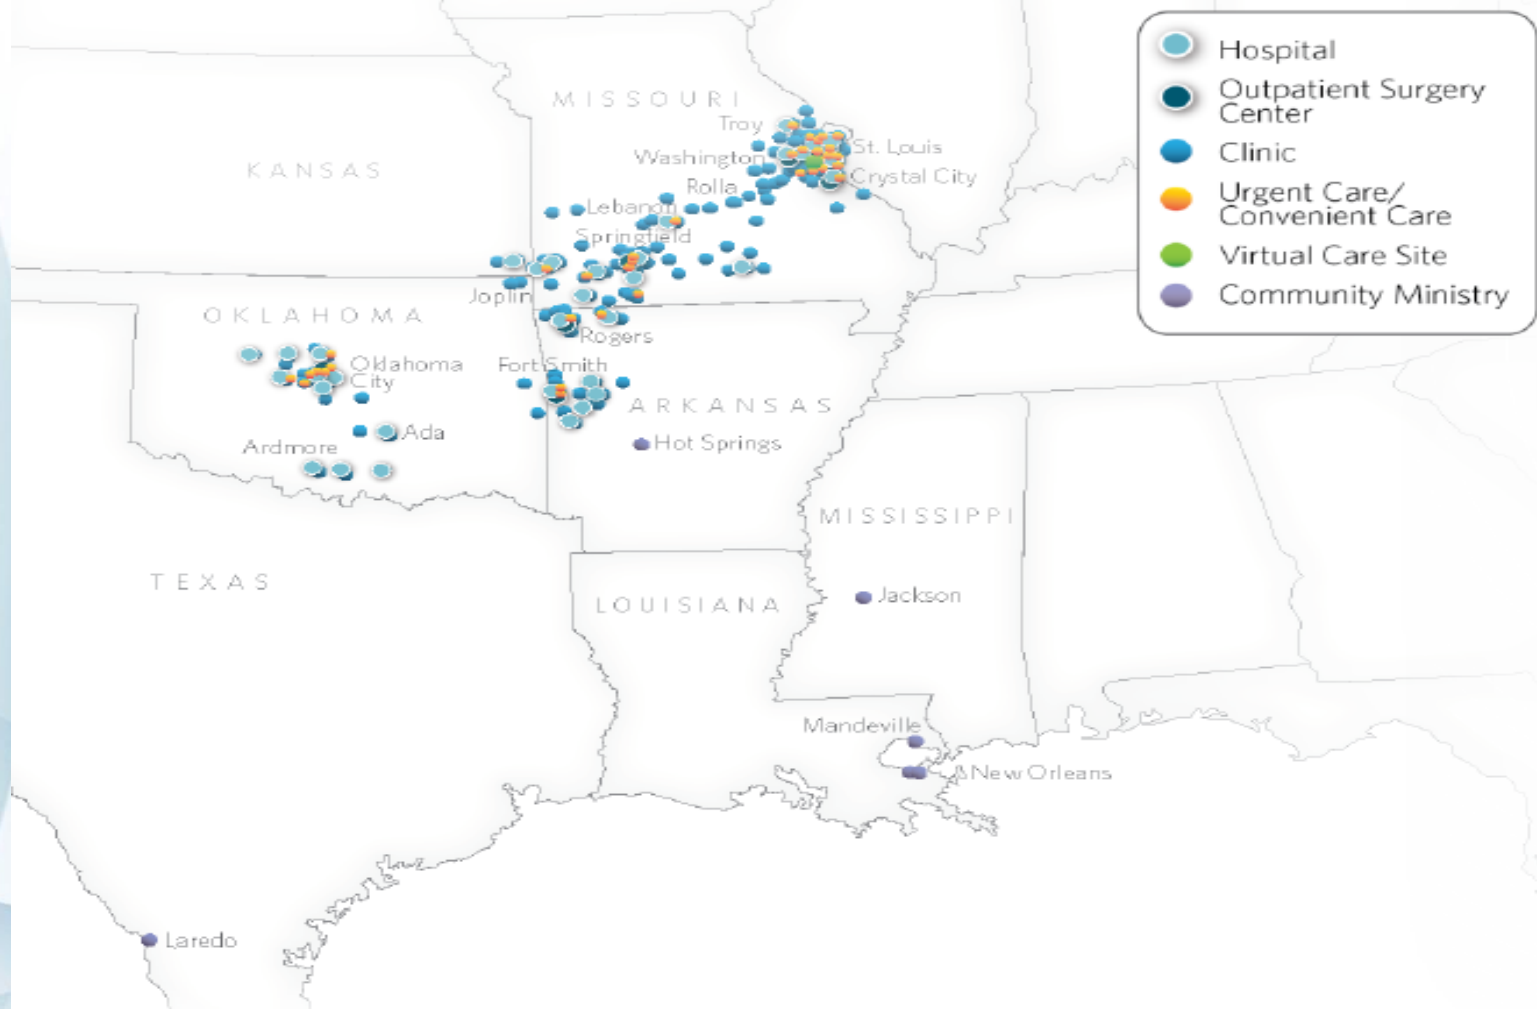 Hospital
Outpatient Surgery
Center
Clinic
Urgent Care/
Convenient Care
Virtual Care Site
Community Ministry
MISSOURI
Troy
St. Louis
Washington
KANSAS
Crystal City
Rolla
Lebanon
Springfield
Joplin
OKLAHOMA
Rogers
Oklahoma
City
Fort Smith
ARKANSAS
Ada
Ardmore
Hot Springs
MISSISSIPPI
TEXAS
LOUISIANA
Jackson
Mandeville
New Orleans
Laredo